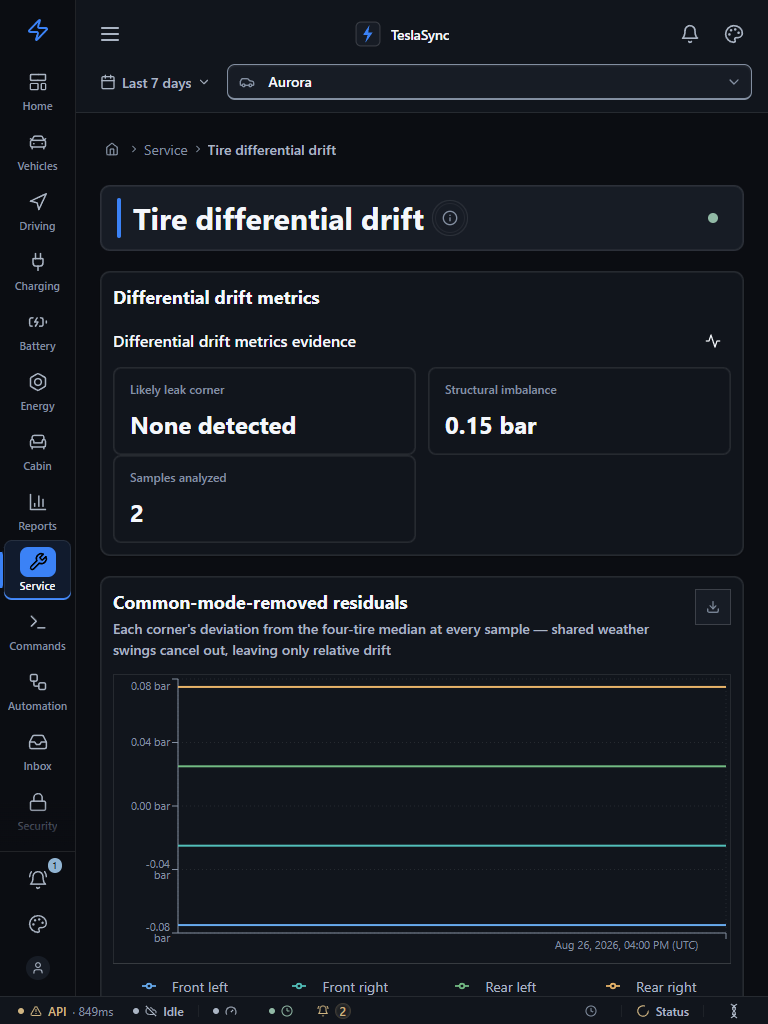 TeslaSync
Last 7 days
Aurora
Home
Vehicles
Driving
Charging
Battery
Energy
Cabin
Reports
Service
Commands
Automation
Inbox
Security
1
Service
Tire differential drift
Tire differential drift
Differential drift metrics
Differential drift metrics evidence
Likely leak corner
None detected
Structural imbalance
0.15 bar
Samples analyzed
2
Common-mode-removed residuals
Each corner's deviation from the four-tire median at every sample — shared weather
swings cancel out, leaving only relative drift
0.08 bar
0.04 bar
0.00 bar
-0.04
bar
-0.08
bar
Aug 26, 2026, 04:00 PM (UTC)
Front left
Front right
Rear left
Rear right
API · 849ms
Idle
2
Status